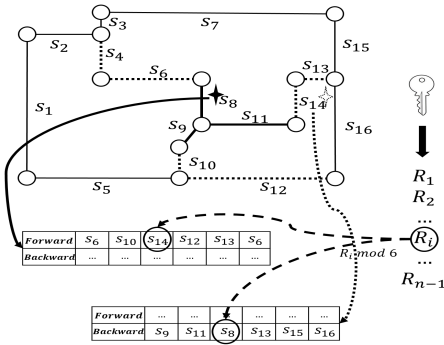 S3
S7
S2
S4
S15
S6
S13
S8
S14
S1
S9
S11
S16
S10
S5
S12
R1
R2
...
Ri
Rn-1
Ri mod 6
Forward S6 S10 S14 S12 S13 S6
Backward ... ... ... ... ... ...
Forward ... ... ... ... ... ...
Backward S9 S11 S8 S13 S15 S16